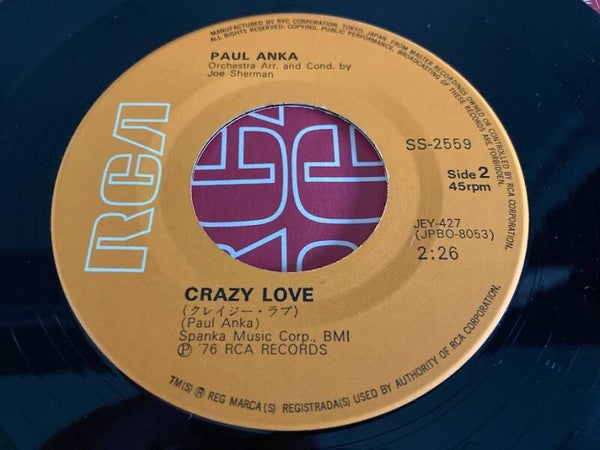 MANUFACTURED BY RVC CORPORATION, TOKYO, JAPAN, FROM MASTER RECORDINGS OWNED OR CONTROLLED BY RCA CORPORATION.
ALL RIGHTS RESERVED. COPYING, PUBLIC PERFORMANCE, BROADCASTING OF THESE RECORDS ARE FORBIDDEN.
PAUL ANKA
Orchestra Arr. and Cond. by
Joe Sherman
RCA
SS-2559
Side 2
45rpm
JEY-427
(JPBO-8053)
2:26
CRAZY LOVE
(クレイジー・ラブ)
(Paul Anka)
Spanka Music Corp., BMI
Ⓟ '76 RCA RECORDS
TM(S) ® REG MARCA(S) REGISTRADA(S) USED BY AUTHORITY OF RCA CORPORATION